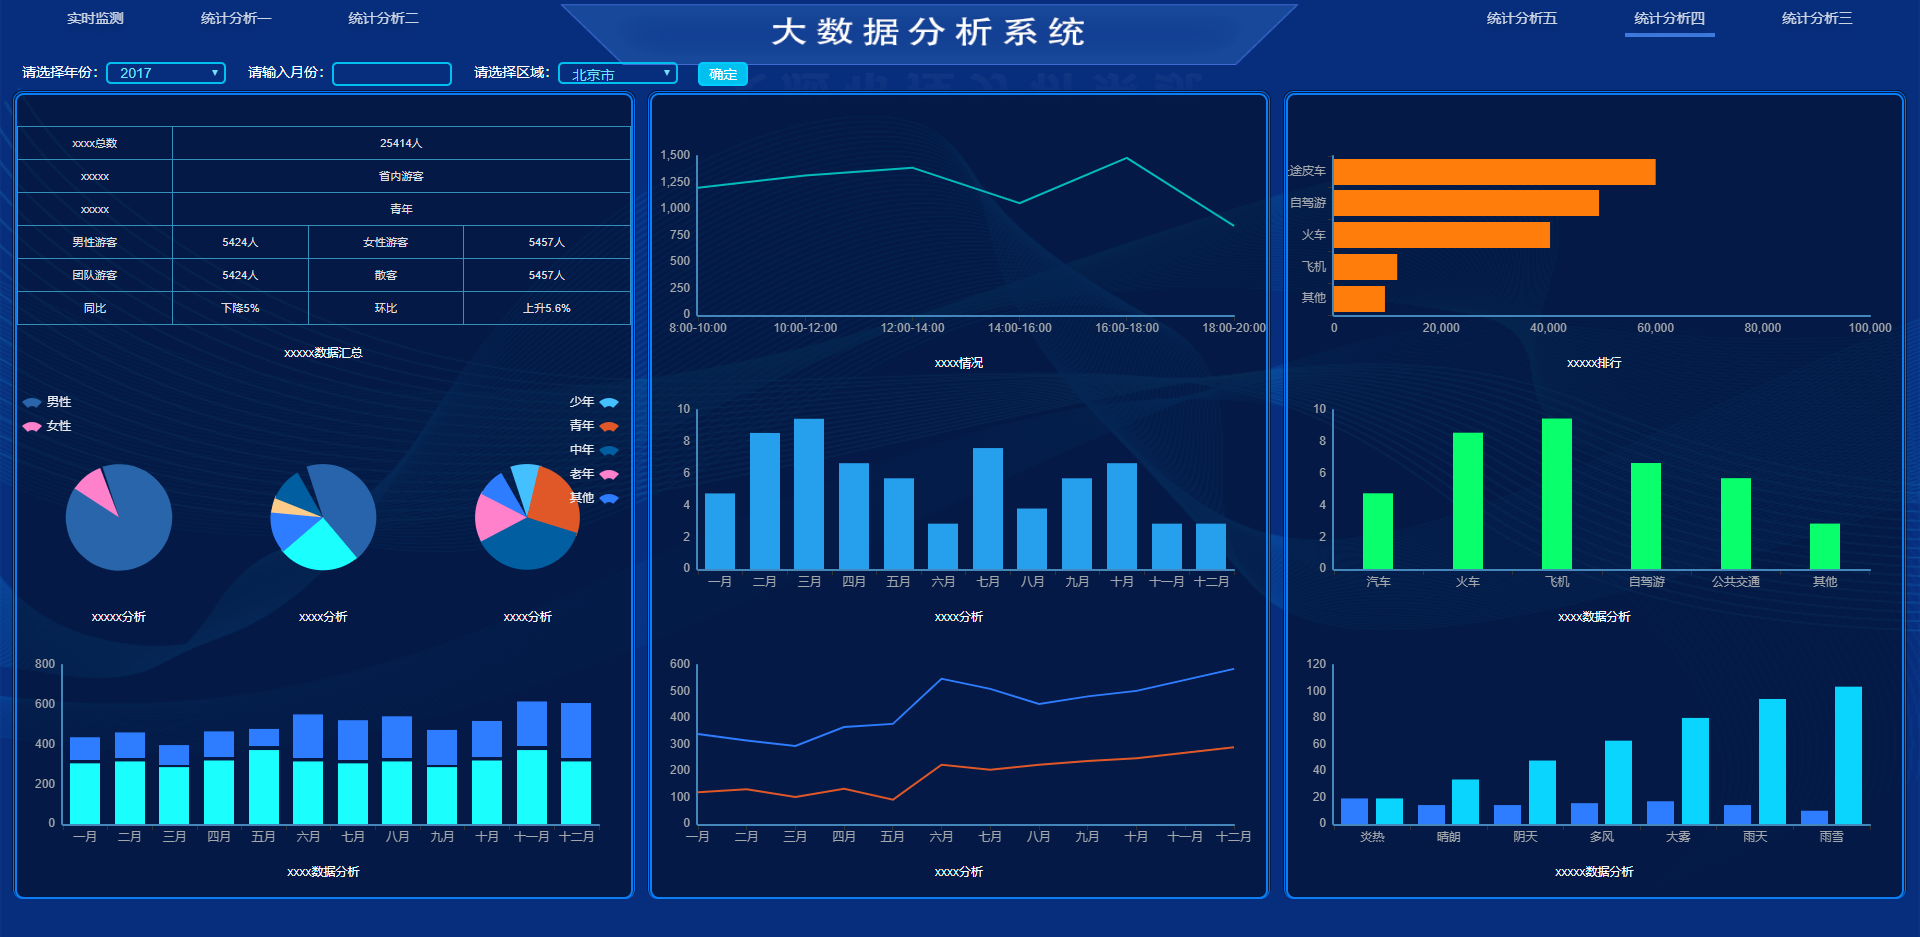 实时监测 统计分析一 统计分析二 大数据分析系统 统计分析五 统计分析四 统计分析三
请选择年份: 2017 请输入月份: 请选择区域: 北京市 确定
xxxx总数 25414人
xxxxx 省内游客
xxxxx 青年
男性游客 5424人 女性游客 5457人
团队游客 5424人 散客 5457人
同比 下降5% 环比 上升5.6%
xxxxx数据汇总
男性
女性
少年
青年
中年
老年
其他
xxxxx分析 xxxx分析 xxxx分析
800
600
400
200
0
一月 二月 三月 四月 五月 六月 七月 八月 九月 十月 十一月 十二月
xxxx数据分析
1,500
1,250
1,000
750
500
250
0
8:00-10:00 10:00-12:00 12:00-14:00 14:00-16:00 16:00-18:00 18:00-20:00
xxxx情况
10
8
6
4
2
0
一月 二月 三月 四月 五月 六月 七月 八月 九月 十月 十一月 十二月
xxxx分析
600
500
400
300
200
100
0
一月 二月 三月 四月 五月 六月 七月 八月 九月 十月 十一月 十二月
xxxx分析
途皮车
自驾游
火车
飞机
其他
0 20,000 40,000 60,000 80,000 100,000
xxxxx排行
10
8
6
4
2
0
汽车 火车 飞机 自驾游 公共交通 其他
xxxx数据分析
120
100
80
60
40
20
0
炎热 晴朗 阴天 多风 大雾 雨天 雨雪
xxxxx数据分析